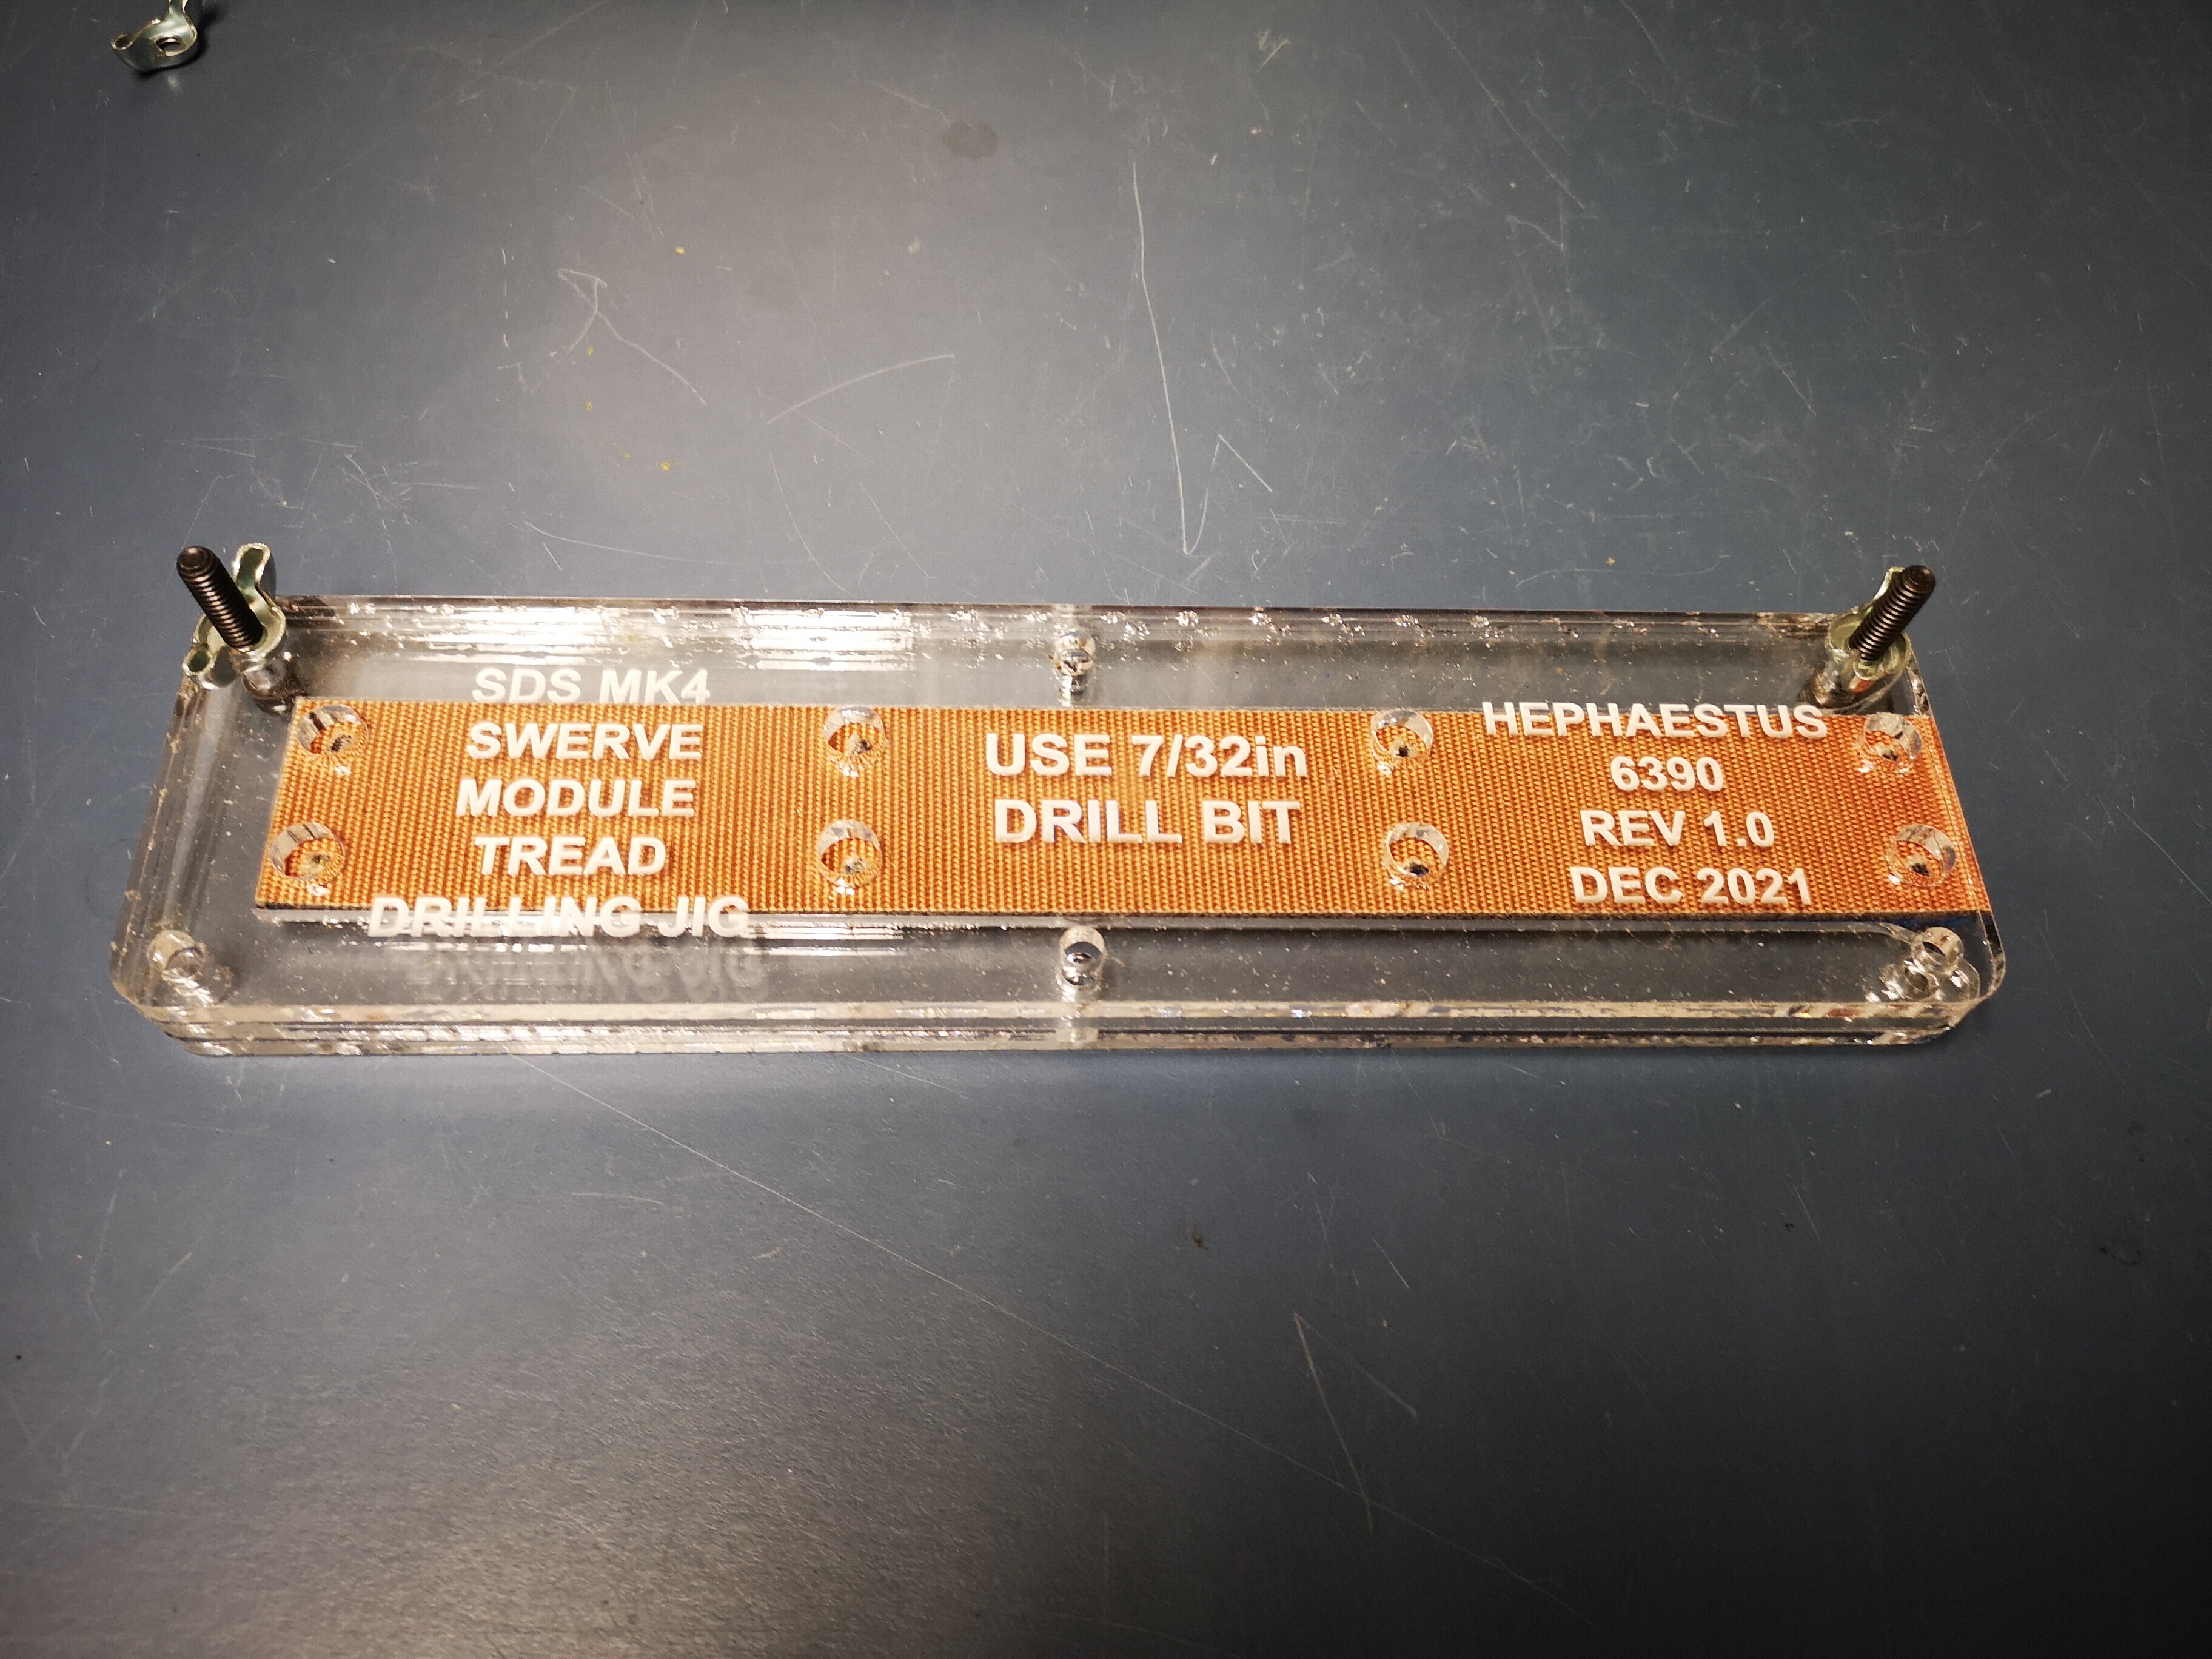 SDS MK4
SWERVE
MODULE
TREAD
DRILLING JIG
USE 7/32in
DRILL BIT
HEPHAESTUS
6390
REV 1.0
DEC 2021